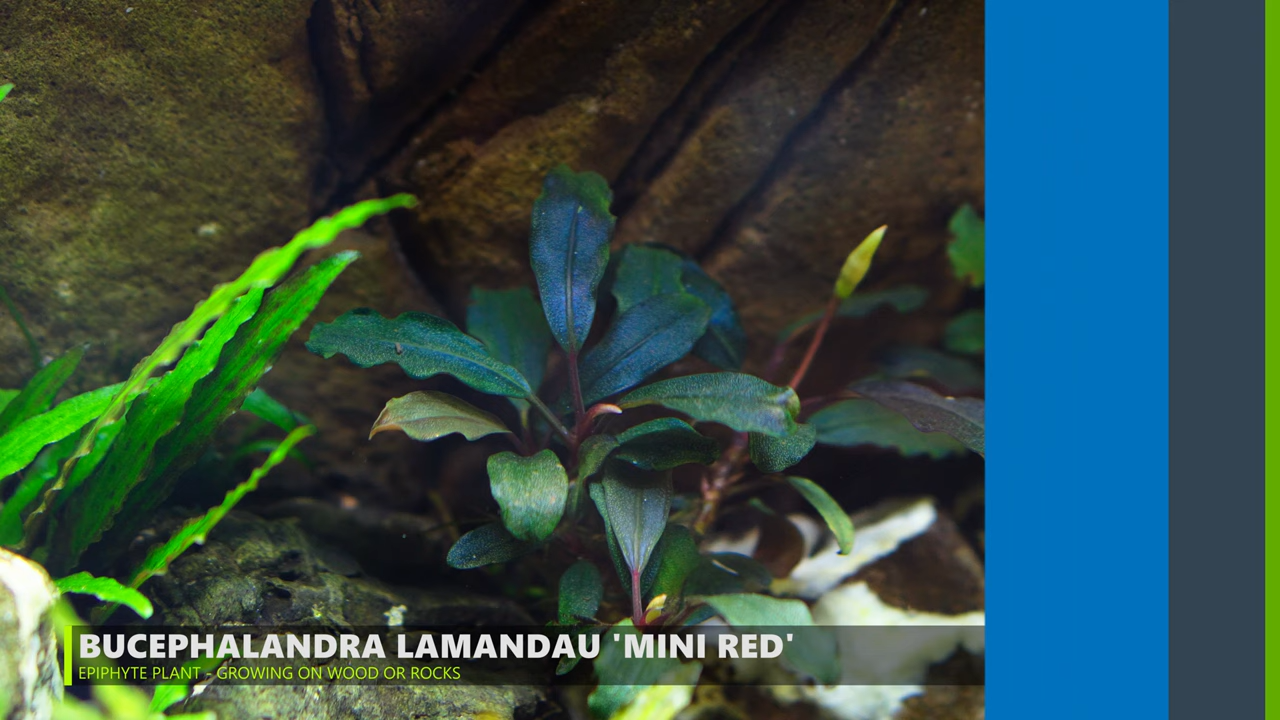 BUCEPHALANDRA LAMANDAU 'MINI RED'
EPIPHYTE PLANT - GROWING ON WOOD OR ROCKS